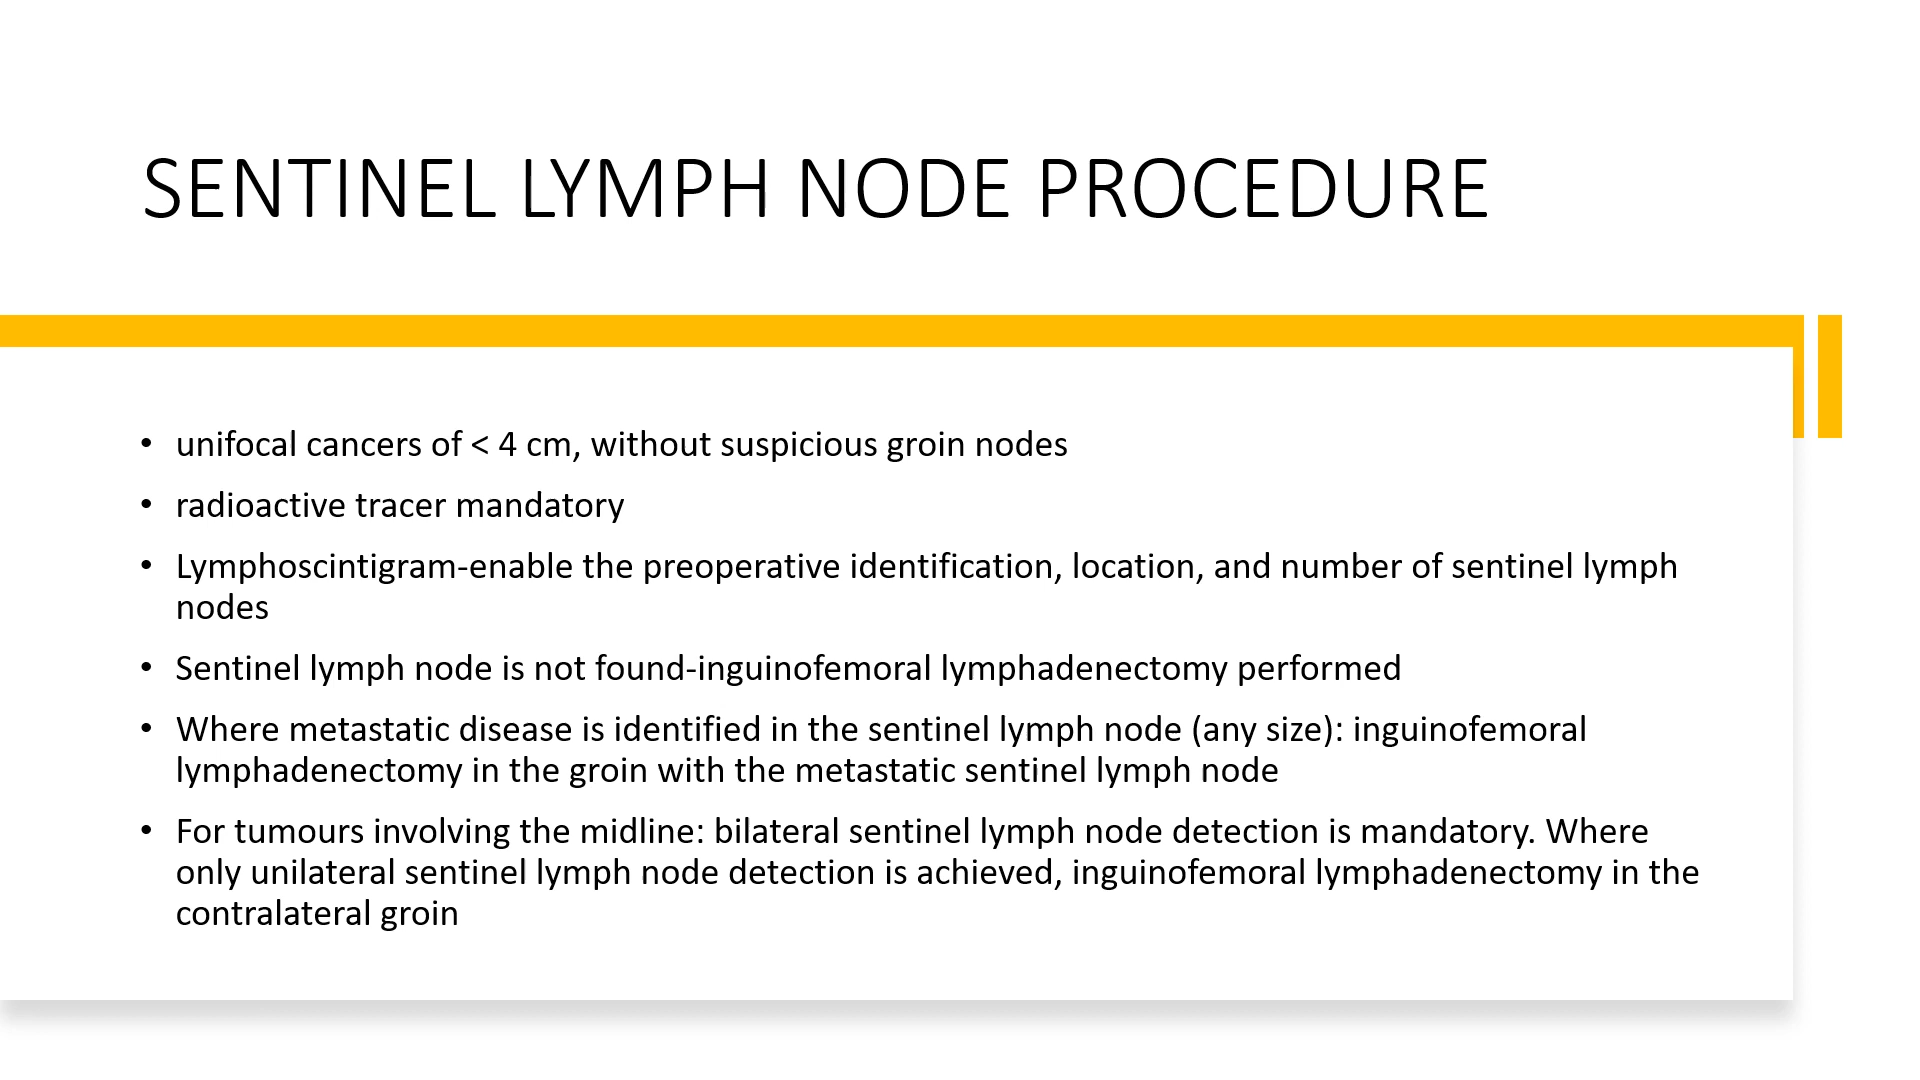 SENTINEL LYMPH NODE PROCEDURE
• unifocal cancers of < 4 cm, without suspicious groin nodes
• radioactive tracer mandatory
• Lymphoscintigram-enable the preoperative identification, location, and number of sentinel lymph
nodes
• Sentinel lymph node is not found-inguinofemoral lymphadenectomy performed
• Where metastatic disease is identified in the sentinel lymph node (any size): inguinofemoral
lymphadenectomy in the groin with the metastatic sentinel lymph node
• For tumours involving the midline: bilateral sentinel lymph node detection is mandatory. Where
only unilateral sentinel lymph node detection is achieved, inguinofemoral lymphadenectomy in the
contralateral groin